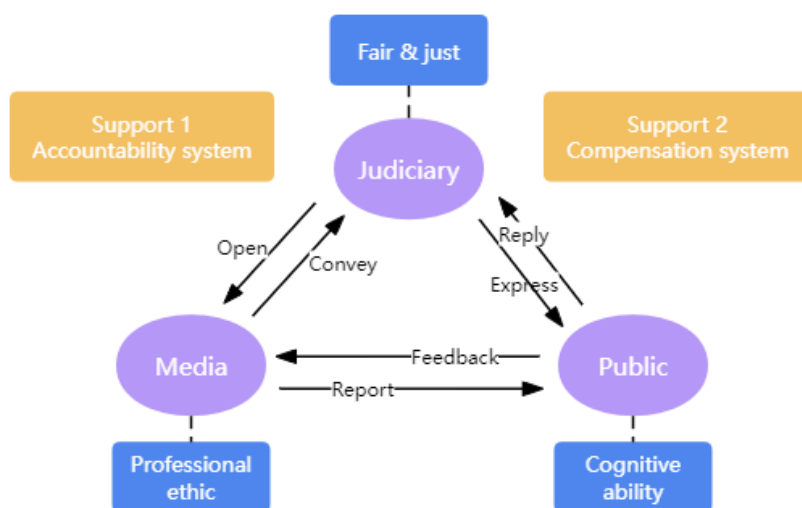 Fair & just
Support 1
Accountability system
Support 2
Compensation system
Judiciary
Open
Convey
Reply
Express
Feedback
Report
Media
Public
Professional
ethic
Cognitive
ability